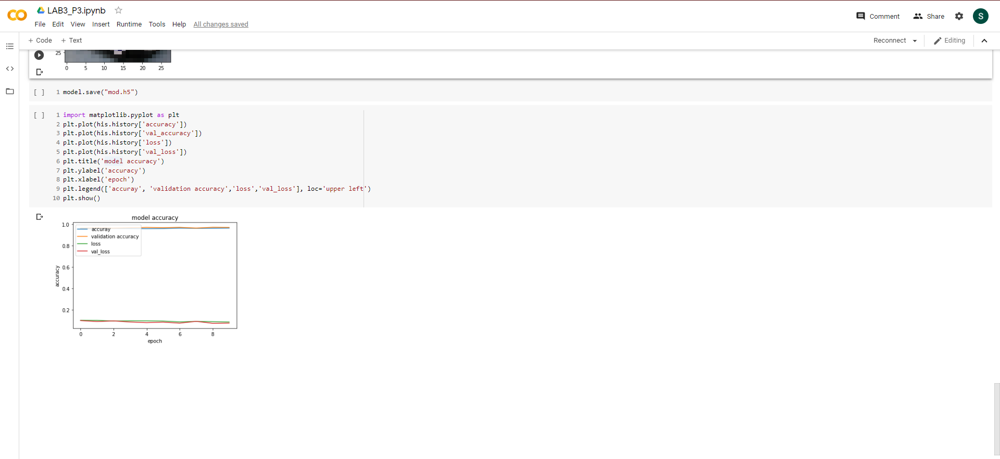 LAB3_P3.ipynb
File Edit View Insert Runtime Tools Help All changes saved
Comment Share S
+ Code + Text
Reconnect Editing
25
0 5 10 15 20 25
[ ] 1 model.save("mod.h5")
[ ] 1 import matplotlib.pyplot as plt
2 plt.plot(his.history['accuracy'])
3 plt.plot(his.history['val_accuracy'])
4 plt.plot(his.history['loss'])
5 plt.plot(his.history['val_loss'])
6 plt.title('model accuracy')
7 plt.ylabel('accuracy')
8 plt.xlabel('epoch')
9 plt.legend(['accuray', 'validation accuracy','loss','val_loss'], loc='upper left')
10 plt.show()
model accuracy
1.0
0.8
0.6
0.4
0.2
accuracy
accuray
validation accuracy
loss
val_loss
0 2 4 6 8
epoch